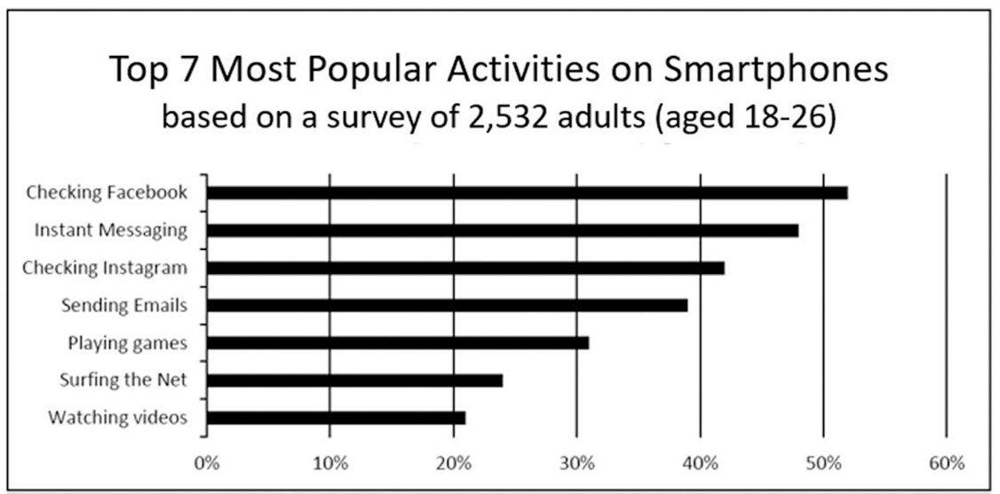 Top 7 Most Popular Activities on Smartphones
based on a survey of 2,532 adults (aged 18-26)
Checking Facebook
Instant Messaging
Checking Instagram
Sending Emails
Playing games
Surfing the Net
Watching videos
0% 10% 20% 30% 40% 50% 60%